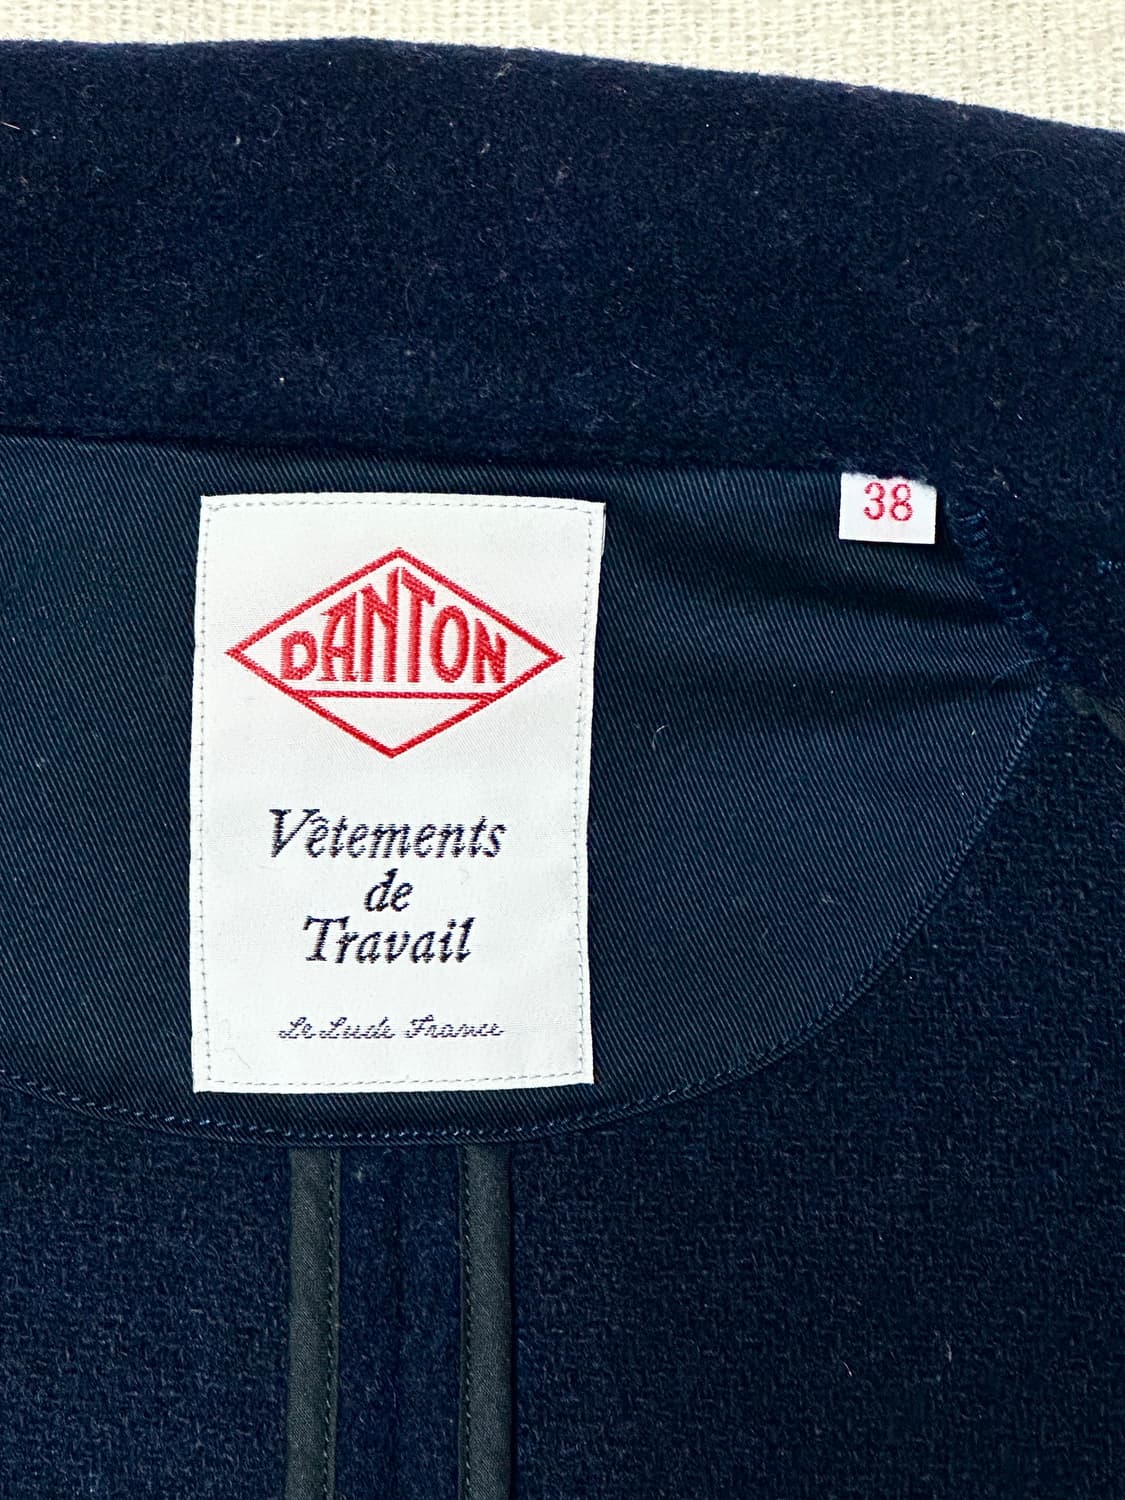 38
DANTON
Vêtements
de
Travail
Le Lude France